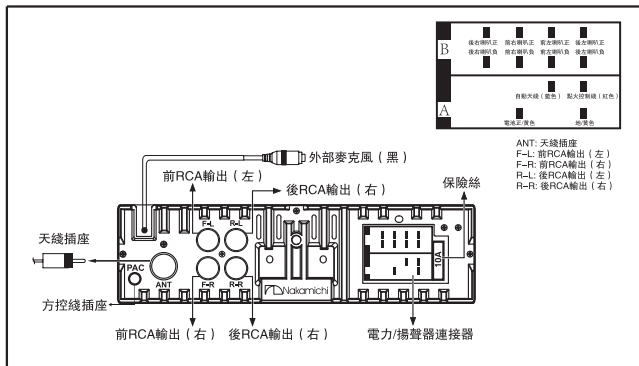 B
後右喇叭正 前右喇叭正 前左喇叭正 後左喇叭正
後右喇叭負 前右喇叭負 前左喇叭負 後左喇叭負
A
自動天綫（藍色） 點火控制綫（紅色）
電池正/黃色 地/黃色
ANT: 天綫插座
F-L: 前RCA輸出（左）
F-R: 前RCA輸出（右）
R-L: 後RCA輸出（左）
R-R: 後RCA輸出（右）
外部麥克風（黑）
前RCA輸出（左）
後RCA輸出（右）
保險絲
天綫插座
F-L
R-L
PAC
ANT
F-R
R-R
Nakamichi
10A
方控綫插座
前RCA輸出（右）
後RCA輸出（右）
電力/揚聲器連接器